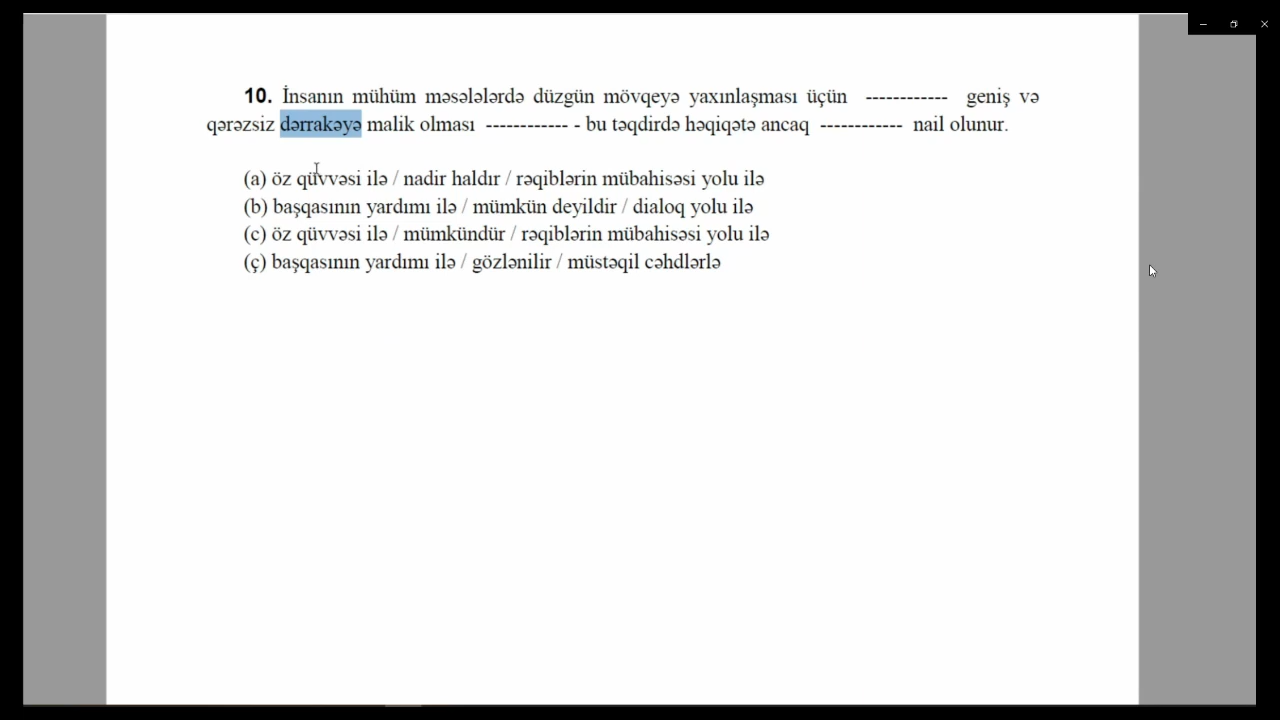 10. İnsanın mühüm məsələlərdə düzgün mövqeyə yaxınlaşması üçün ------------ geniş və
qərəzsiz dərrakəyə malik olması ------------ - bu təqdirdə həqiqətə ancaq ------------ nail olunur.
(a) öz qüvvəsi ilə / nadir haldır / rəqiblərin mübahisəsi yolu ilə
(b) başqasının yardımı ilə / mümkün deyildir / dialoq yolu ilə
(c) öz qüvvəsi ilə / mümkündür / rəqiblərin mübahisəsi yolu ilə
(ç) başqasının yardımı ilə / gözlənilir / müstəqil cəhdlərlə